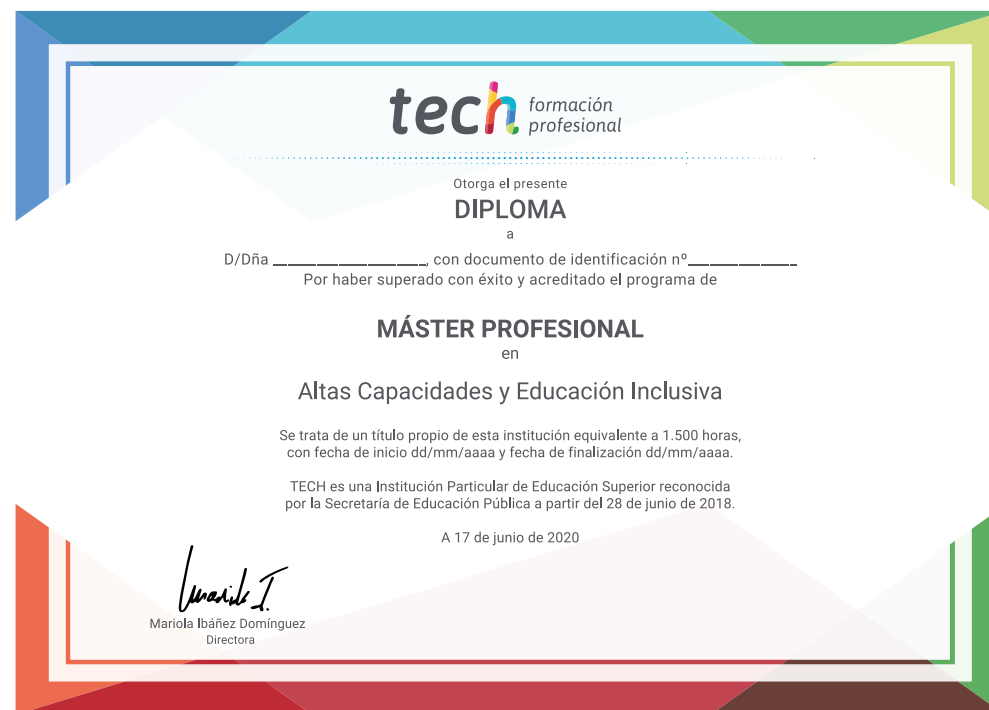 tech formación
profesional
Otorga el presente
DIPLOMA
a
D/Dña ____________________, con documento de identificación nº______________
Por haber superado con éxito y acreditado el programa de
MÁSTER PROFESIONAL
en
Altas Capacidades y Educación Inclusiva
Se trata de un título propio de esta institución equivalente a 1.500 horas,
con fecha de inicio dd/mm/aaaa y fecha de finalización dd/mm/aaaa.
TECH es una Institución Particular de Educación Superior reconocida
por la Secretaría de Educación Pública a partir del 28 de junio de 2018.
A 17 de junio de 2020
Mariola Ibáñez Domínguez
Directora